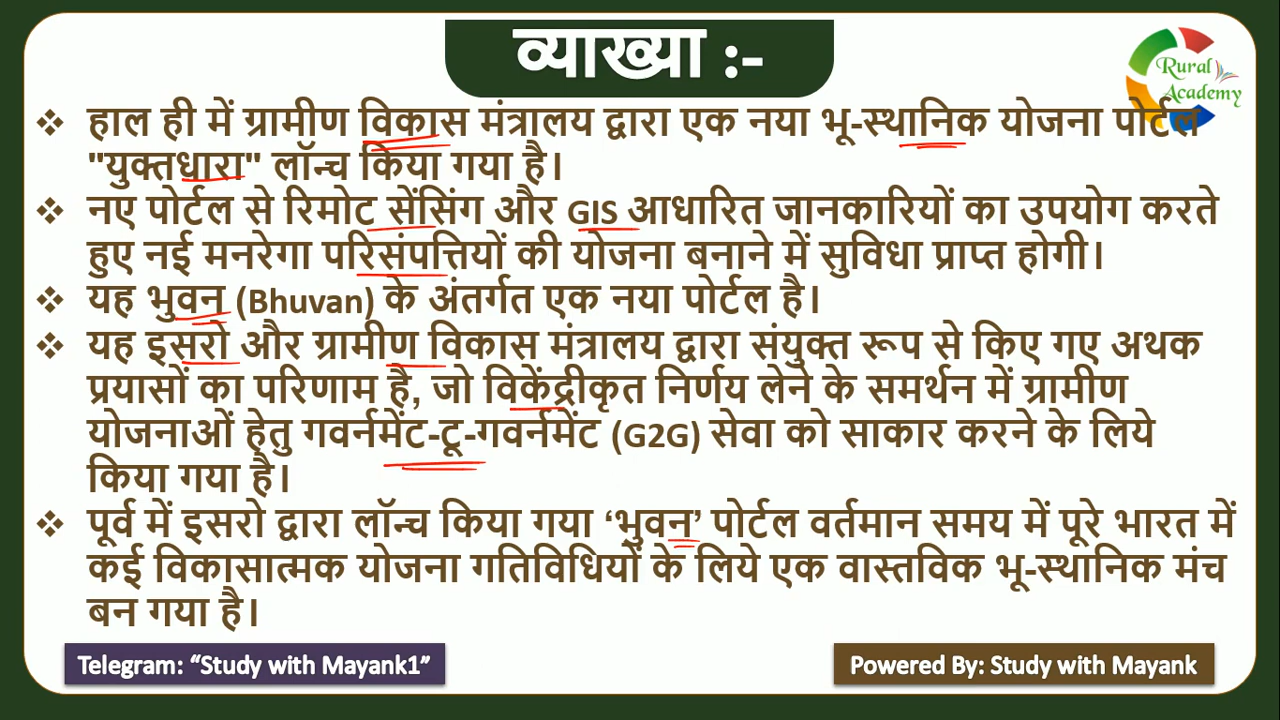 व्याख्या :-
Rural
Academy
❖ हाल ही में ग्रामीण विकास मंत्रालय द्वारा एक नया भू-स्थानिक योजना पोर्टल
"युक्तधारा" लॉन्च किया गया है।
❖ नए पोर्टल से रिमोट सेंसिंग और GIS आधारित जानकारियों का उपयोग करते
हुए नई मनरेगा परिसंपत्तियों की योजना बनाने में सुविधा प्राप्त होगी।
❖ यह भुवन (Bhuvan) के अंतर्गत एक नया पोर्टल है।
❖ यह इसरो और ग्रामीण विकास मंत्रालय द्वारा संयुक्त रूप से किए गए अथक
प्रयासों का परिणाम है, जो विकेंद्रीकृत निर्णय लेने के समर्थन में ग्रामीण
योजनाओं हेतु गवर्नमेंट-टू-गवर्नमेंट (G2G) सेवा को साकार करने के लिये
किया गया है।
❖ पूर्व में इसरो द्वारा लॉन्च किया गया ‘भुवन’ पोर्टल वर्तमान समय में पूरे भारत में
कई विकासात्मक योजना गतिविधियों के लिये एक वास्तविक भू-स्थानिक मंच
बन गया है।
Telegram: “Study with Mayank1”
Powered By: Study with Mayank